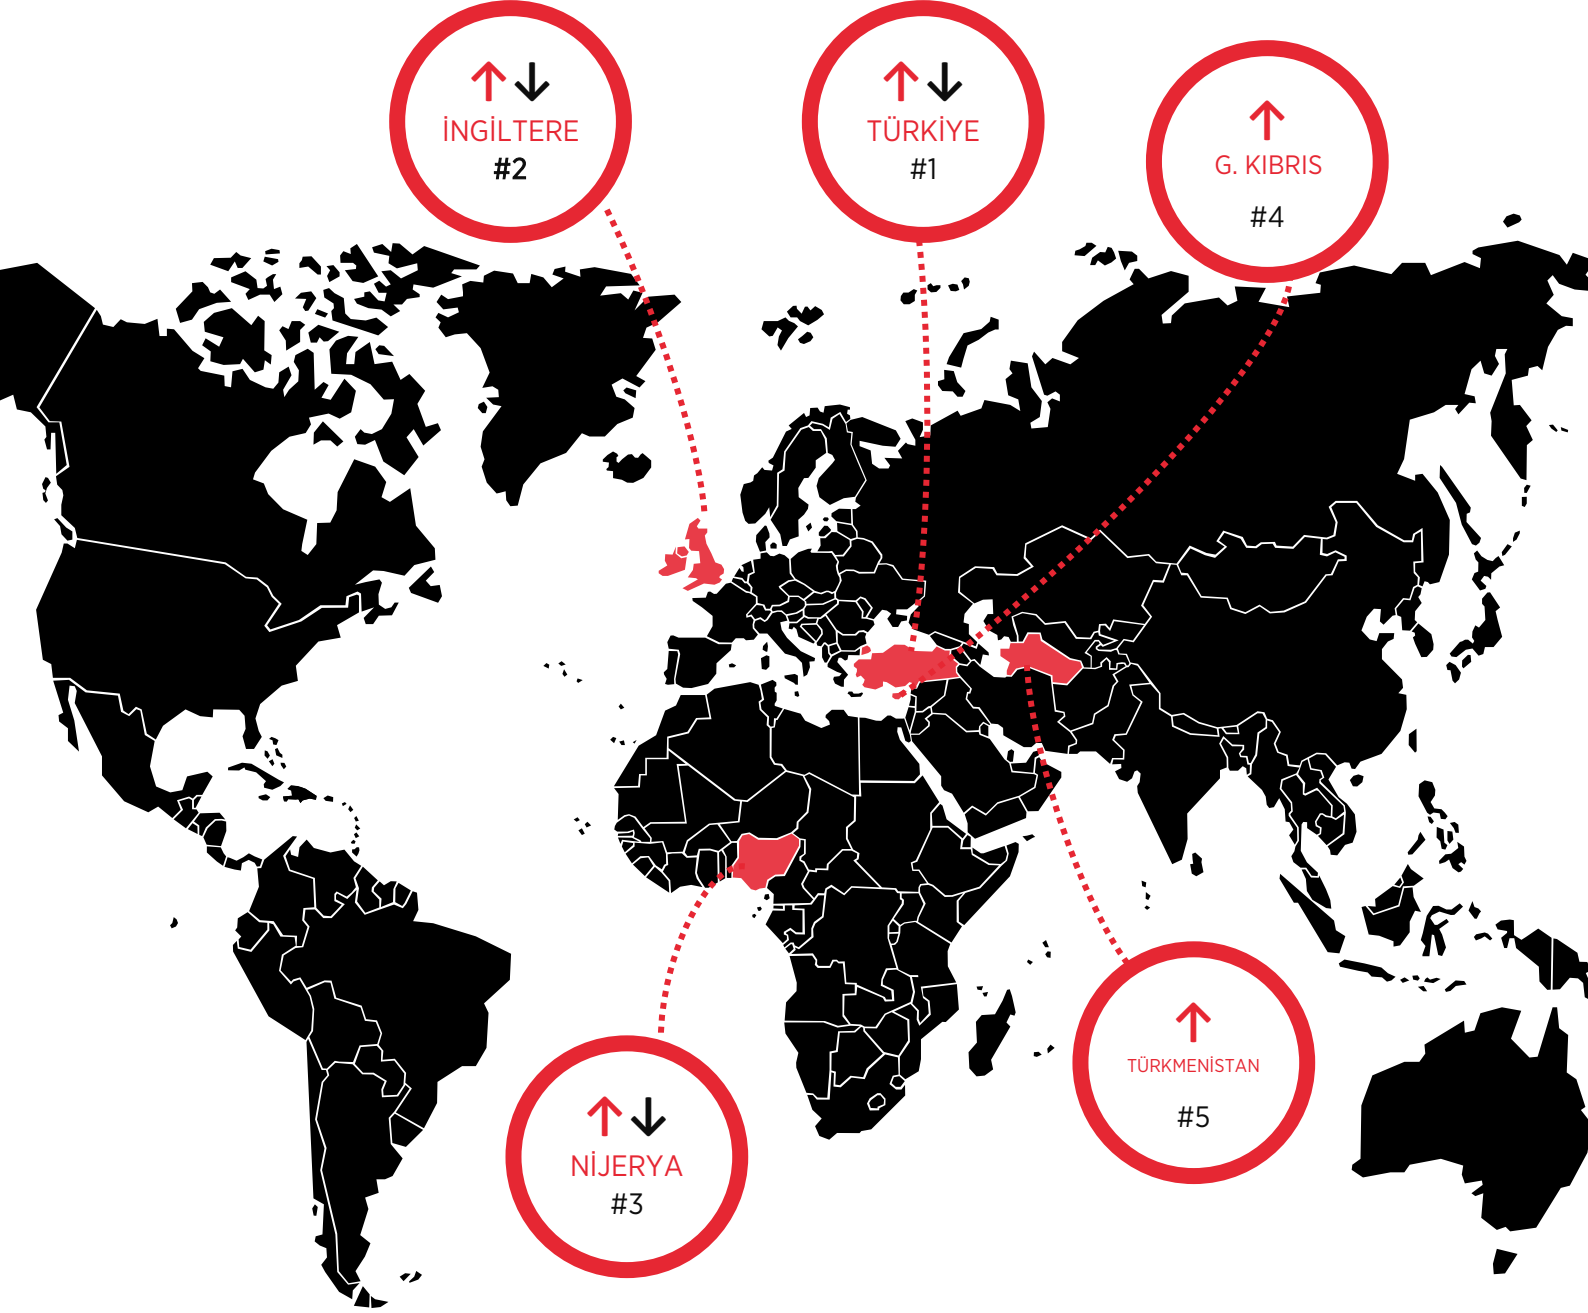 İNGİLTERE
#2
TÜRKİYE
#1
G. KIBRIS
#4
NİJERYA
#3
TÜRKMENİSTAN
#5